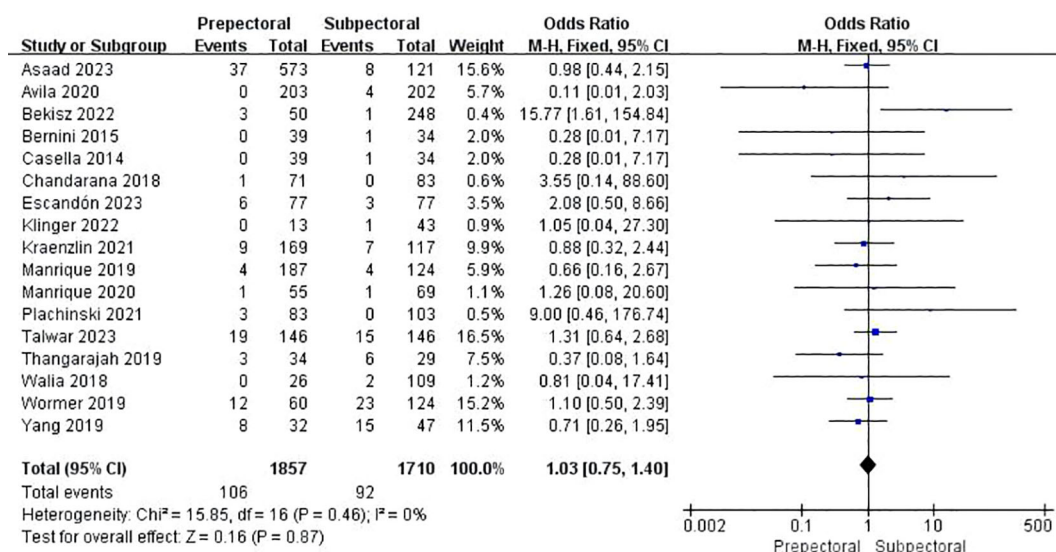 Prepectoral Subpectoral Odds Ratio Odds Ratio
Study or Subgroup Events Total Events Total Weight M-H, Fixed, 95% CI M-H, Fixed, 95% CI
Asaad 2023 37 573 8 121 15.6% 0.98 [0.44, 2.15]
Avila 2020 0 203 4 202 5.7% 0.11 [0.01, 2.03]
Bekisz 2022 3 50 1 248 0.4% 15.77 [1.61, 154.84]
Bernini 2015 0 39 1 34 2.0% 0.28 [0.01, 7.17]
Casella 2014 0 39 1 34 2.0% 0.28 [0.01, 7.17]
Chandarana 2018 1 71 0 83 0.6% 3.55 [0.14, 88.60]
Escandón 2023 6 77 3 77 3.5% 2.08 [0.50, 8.66]
Klinger 2022 0 13 1 43 0.9% 1.05 [0.04, 27.30]
Kraenzlin 2021 9 169 7 117 9.9% 0.88 [0.32, 2.44]
Manrique 2019 4 187 4 124 5.9% 0.66 [0.16, 2.67]
Manrique 2020 1 55 1 69 1.1% 1.26 [0.08, 20.60]
Plachinski 2021 3 83 0 103 0.5% 9.00 [0.46, 176.74]
Talwar 2023 19 146 15 146 16.5% 1.31 [0.64, 2.68]
Thangarajah 2019 3 34 6 29 7.5% 0.37 [0.08, 1.64]
Walia 2018 0 26 2 109 1.2% 0.81 [0.04, 17.41]
Wormer 2019 12 60 23 124 15.2% 1.10 [0.50, 2.39]
Yang 2019 8 32 15 47 11.5% 0.71 [0.26, 1.95]
Total (95% CI) 1857 1710 100.0% 1.03 [0.75, 1.40]
Total events 106 92
Heterogeneity: Chi² = 15.85, df = 16 (P = 0.46); I² = 0%
Test for overall effect: Z = 0.16 (P = 0.87)
0.002 0.1 1 10 500
Prepectoral Subpectoral